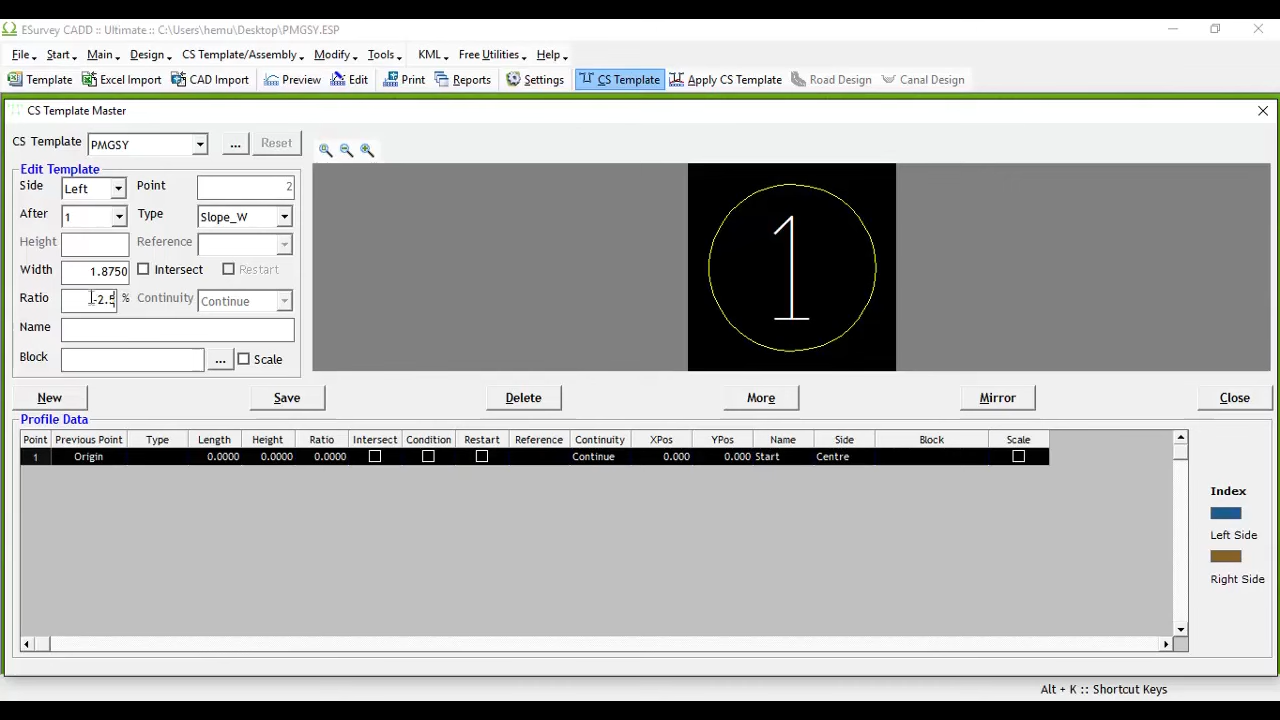 ESurvey CADD :: Ultimate :: C:\Users\hemu\Desktop\PMGSY.ESP
File Start Main Design CS Template/Assembly Modify Tools KML Free Utilities Help
Template Excel Import CAD Import Preview Edit Print Reports Settings CS Template Apply CS Template Road Design Canal Design
CS Template Master
CS Template PMGSY ... Reset
Edit Template
Side Left Point 2
After 1 Type Slope_W
Height Reference
Width 1.8750 Intersect Restart
Ratio -2.5 % Continuity Continue
Name
Block ... Scale
1
New Save Delete More Mirror Close
Profile Data
Point Previous Point Type Length Height Ratio Intersect Condition Restart Reference Continuity XPos YPos Name Side Block Scale
1 Origin 0.0000 0.0000 0.0000 Continue 0.000 0.000 Start Centre
Index
Left Side
Right Side
Alt + K :: Shortcut Keys